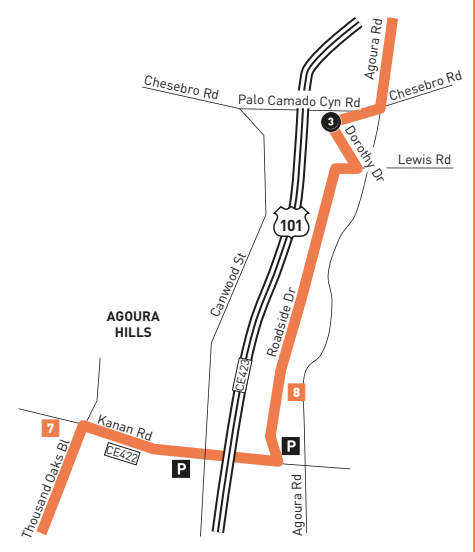 Agoura Rd
Chesebro Rd
Chesebro Rd
Palo Camado Cyn Rd
3
Dorothy Dr
Lewis Rd
101
Canwood St
Roadside Dr
AGOURA
HILLS
CE423
8
7
Kanan Rd
CE422
Thousand Oaks Bl
P
P
Agoura Rd